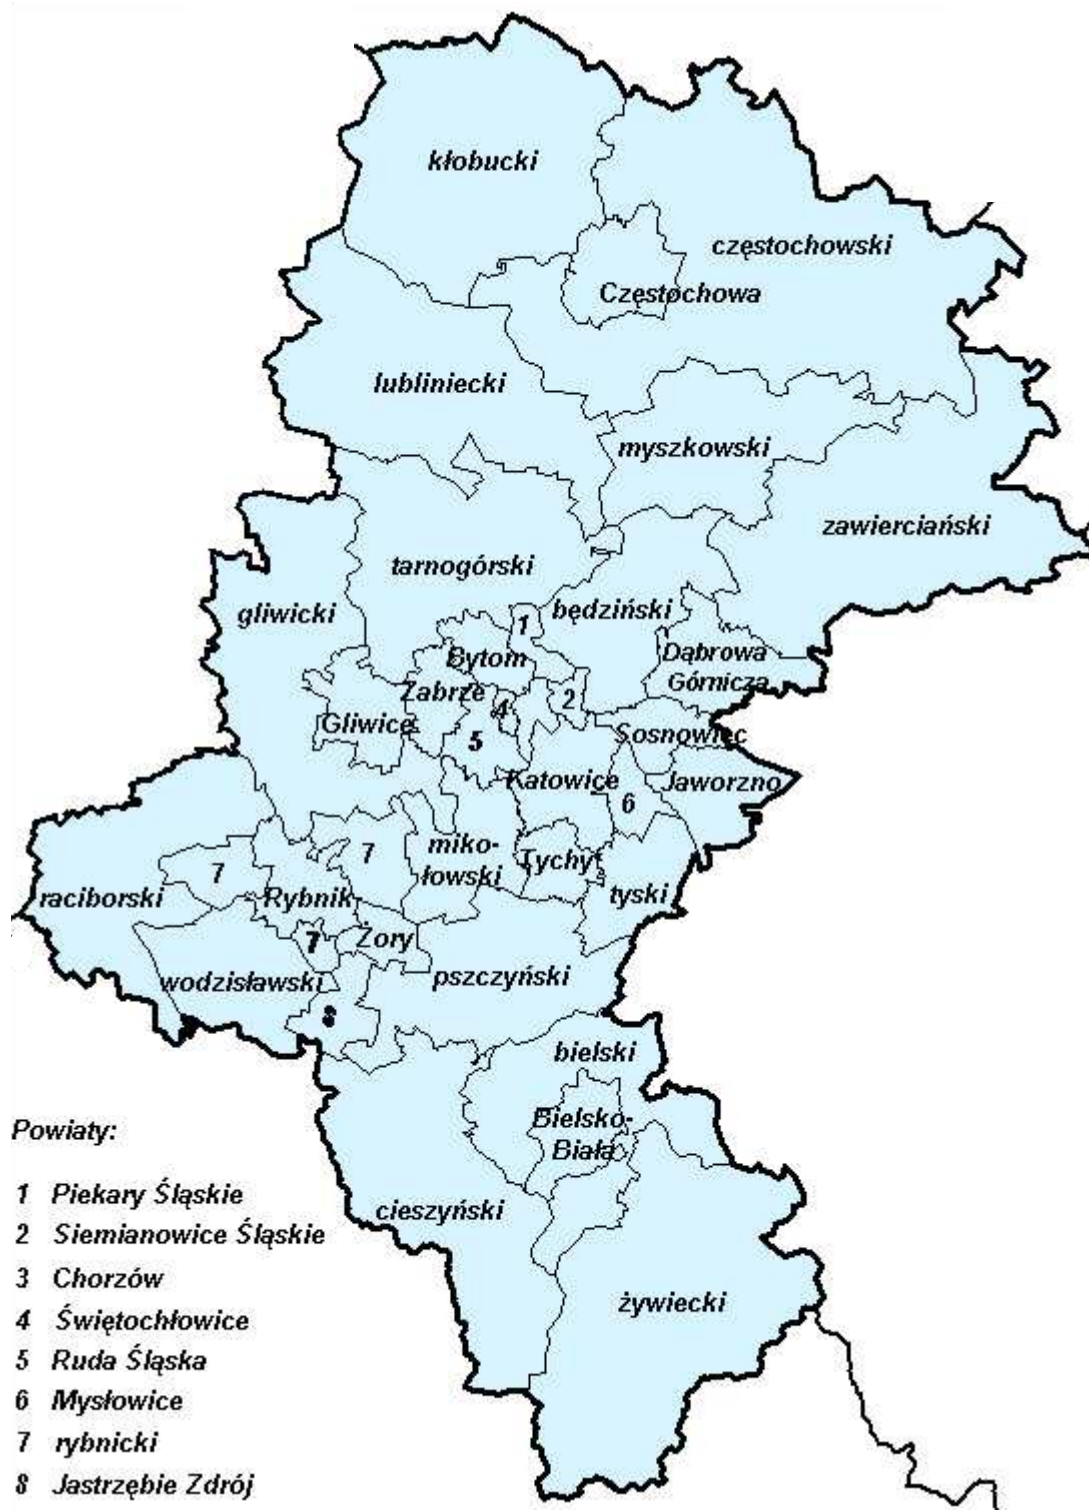 kłobucki
częstochowski
Częstochowa
lubliniecki
myszkowski
zawierciański
tarnogórski
gliwicki
będziński
1
Bytom
Dąbrowa
Górnicza
Zabrze
2
4
Gliwice
5
Sosnowiec
Katowice
Jaworzno
6
miko-
łowski
7
7
Tychy
raciborski
Rybnik
tyski
7
Żory
wodzisławski
pszczyński
8
bielski
Bielsko-
Biała
cieszyński
żywiecki
Powiaty:
1 Piekary Śląskie
2 Siemianowice Śląskie
3 Chorzów
4 Świętochłowice
5 Ruda Śląska
6 Mysłowice
7 rybnicki
8 Jastrzębie Zdrój